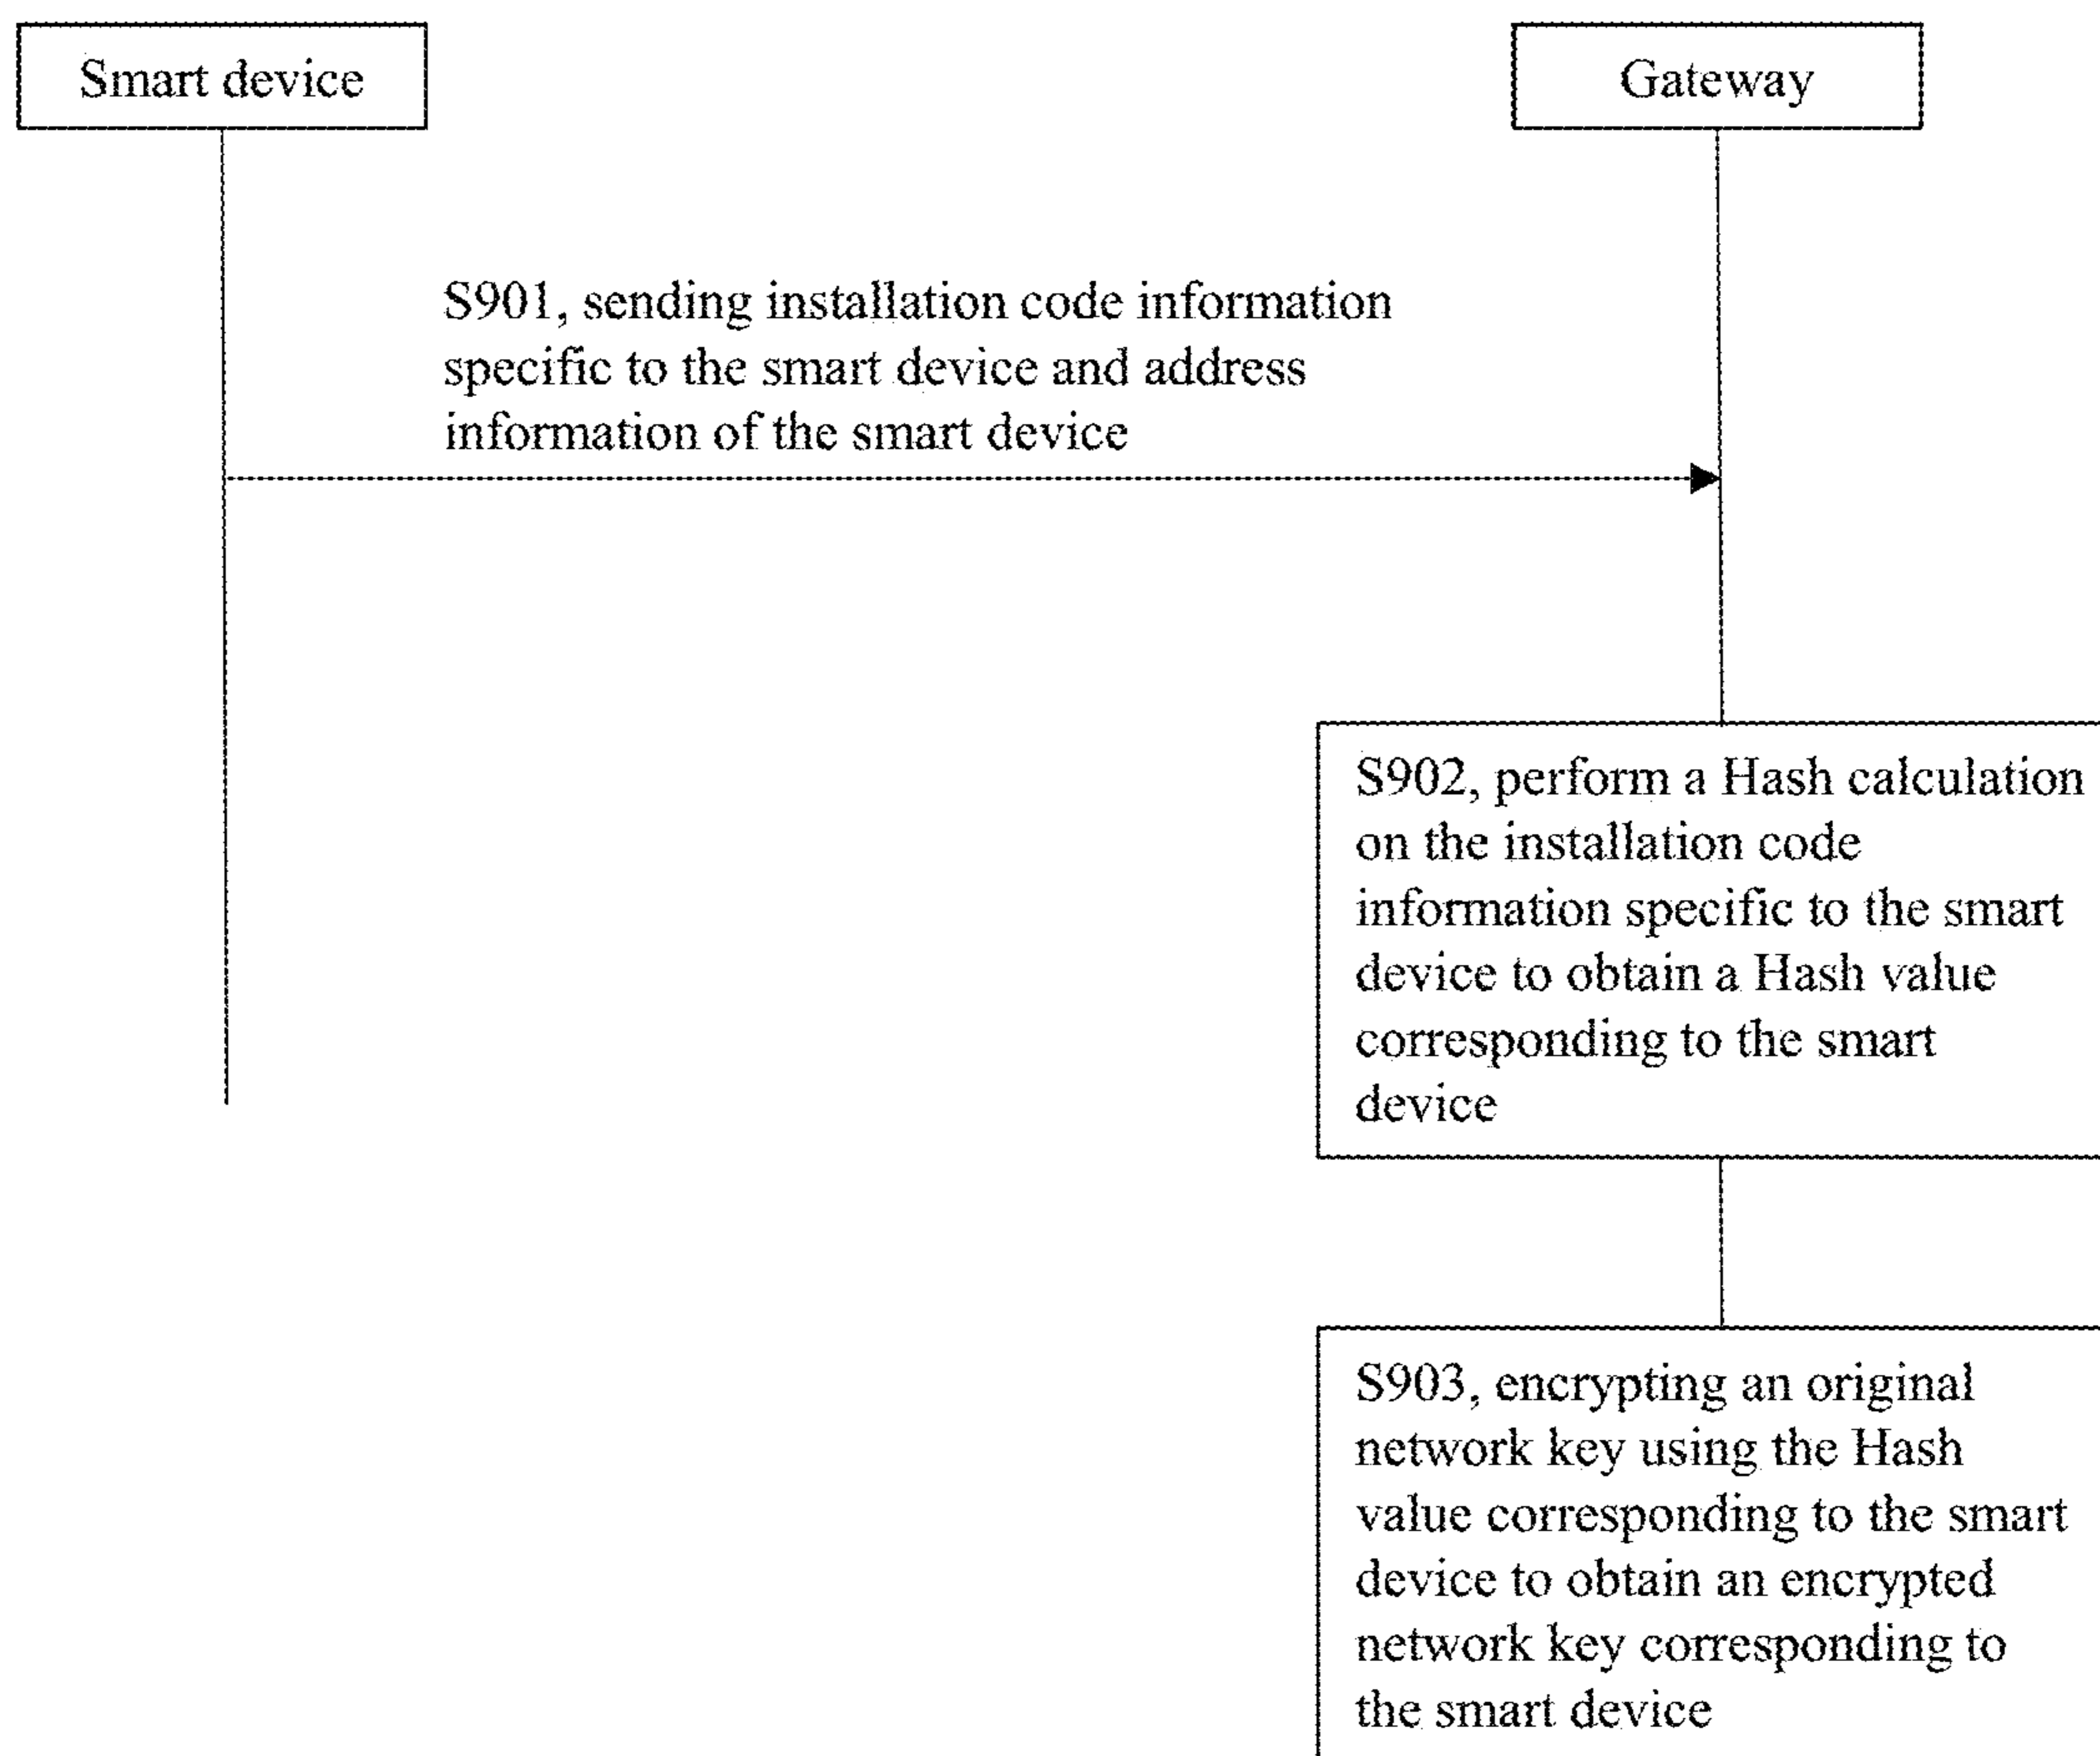 Smart device
Gateway
S901, sending installation code information
specific to the smart device and address
information of the smart device
S902, perform a Hash calculation
on the installation code
information specific to the smart
device to obtain a Hash value
corresponding to the smart
device
S903, encrypting an original
network key using the Hash
value corresponding to the smart
device to obtain an encrypted
network key corresponding to
the smart device